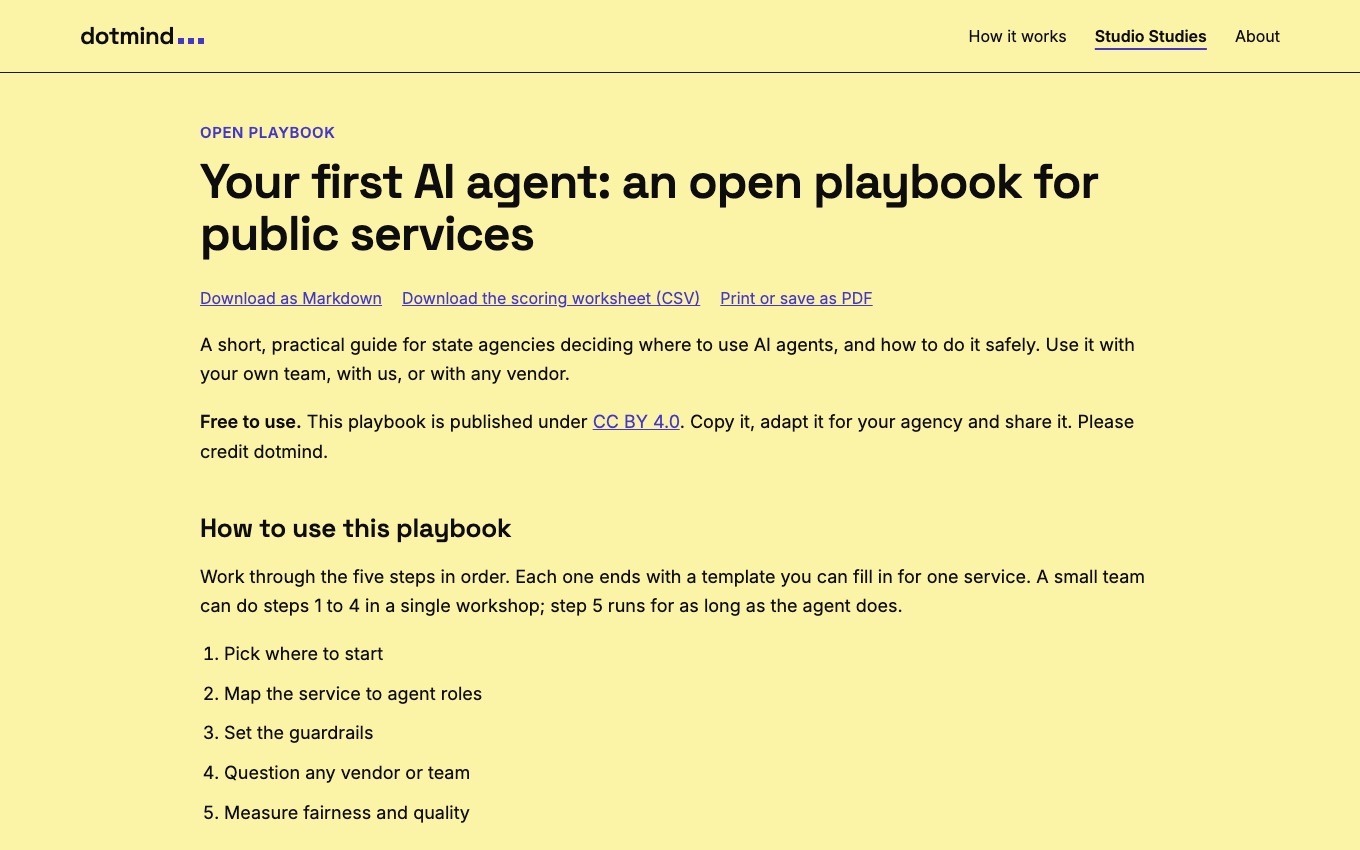 dotmind
How it works
Studio Studies
About
OPEN PLAYBOOK
Your first AI agent: an open playbook for
public services
Download as Markdown
Download the scoring worksheet (CSV)
Print or save as PDF
A short, practical guide for state agencies deciding where to use AI agents, and how to do it safely. Use it with
your own team, with us, or with any vendor.
Free to use. This playbook is published under CC BY 4.0. Copy it, adapt it for your agency and share it. Please
credit dotmind.
How to use this playbook
Work through the five steps in order. Each one ends with a template you can fill in for one service. A small team
can do steps 1 to 4 in a single workshop; step 5 runs for as long as the agent does.
1. Pick where to start
2. Map the service to agent roles
3. Set the guardrails
4. Question any vendor or team
5. Measure fairness and quality